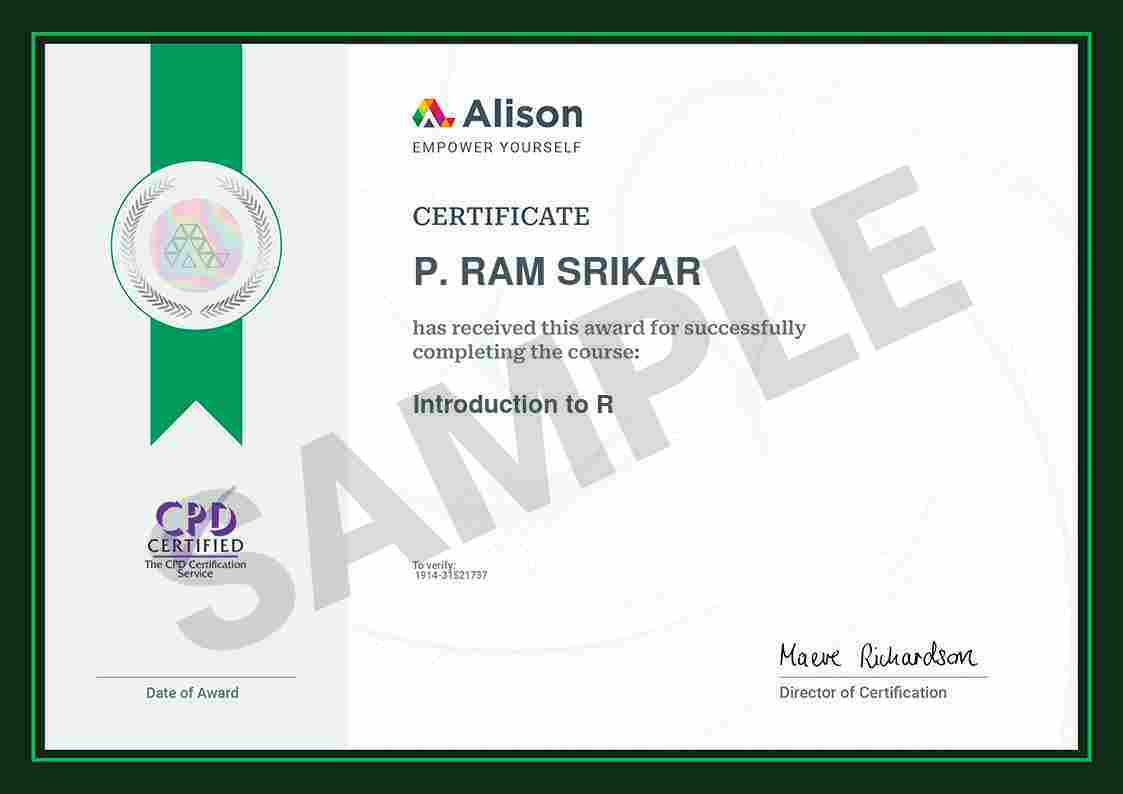 Alison
EMPOWER YOURSELF
CERTIFICATE
P. RAM SRIKAR
has received this award for successfully
completing the course:
Introduction to R
SAMPLE
CPD
CERTIFIED
The CPD Certification
Service
To verify:
1914-31521737
Maeve Richardson
Date of Award
Director of Certification